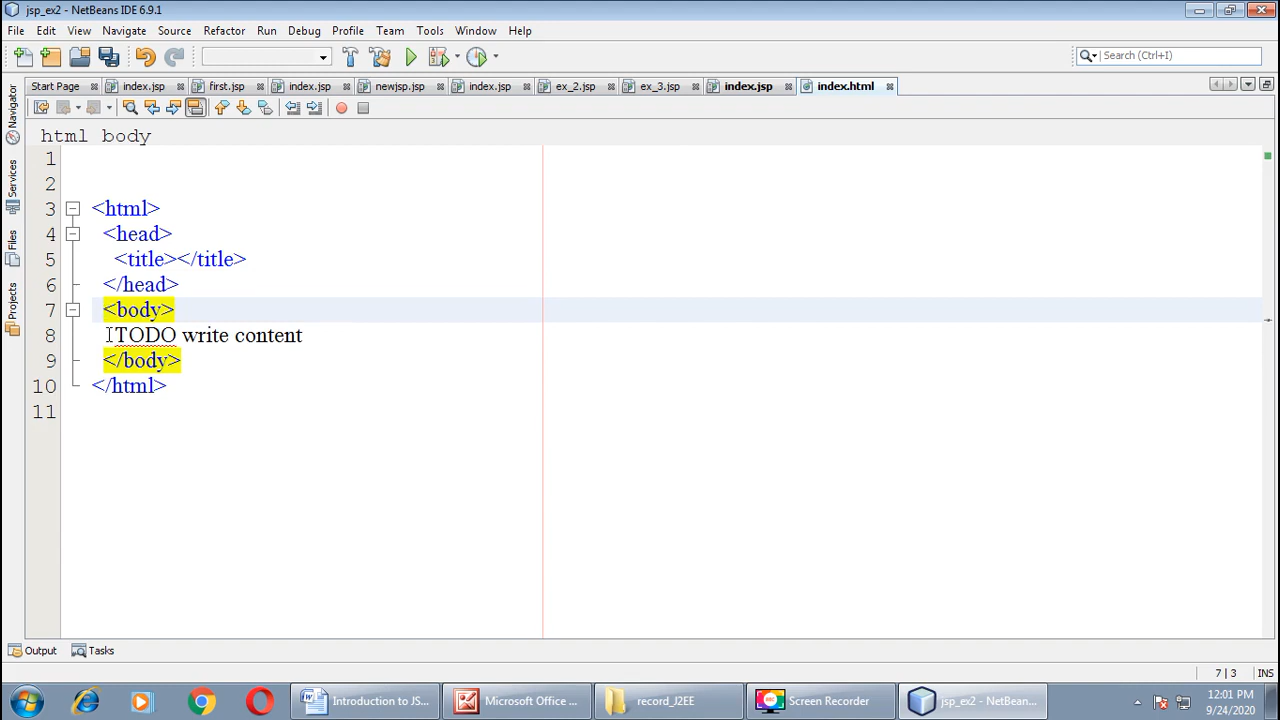 jsp_ex2 - NetBeans IDE 6.9.1
File Edit View Navigate Source Refactor Run Debug Profile Team Tools Window Help
Search (Ctrl+I)
Start Page index.jsp first.jsp index.jsp newjsp.jsp index.jsp ex_2.jsp ex_3.jsp index.jsp index.html
html body
Navigator
Services
Files
Projects
1
2
3 <html>
4 <head>
5 <title></title>
6 </head>
7 <body>
8 TODO write content
9 </body>
10 </html>
11
Output Tasks
7 | 3 INS
Introduction to JS... Microsoft Office ... record_J2EE Screen Recorder jsp_ex2 - NetBeans...
12:01 PM
9/24/2020